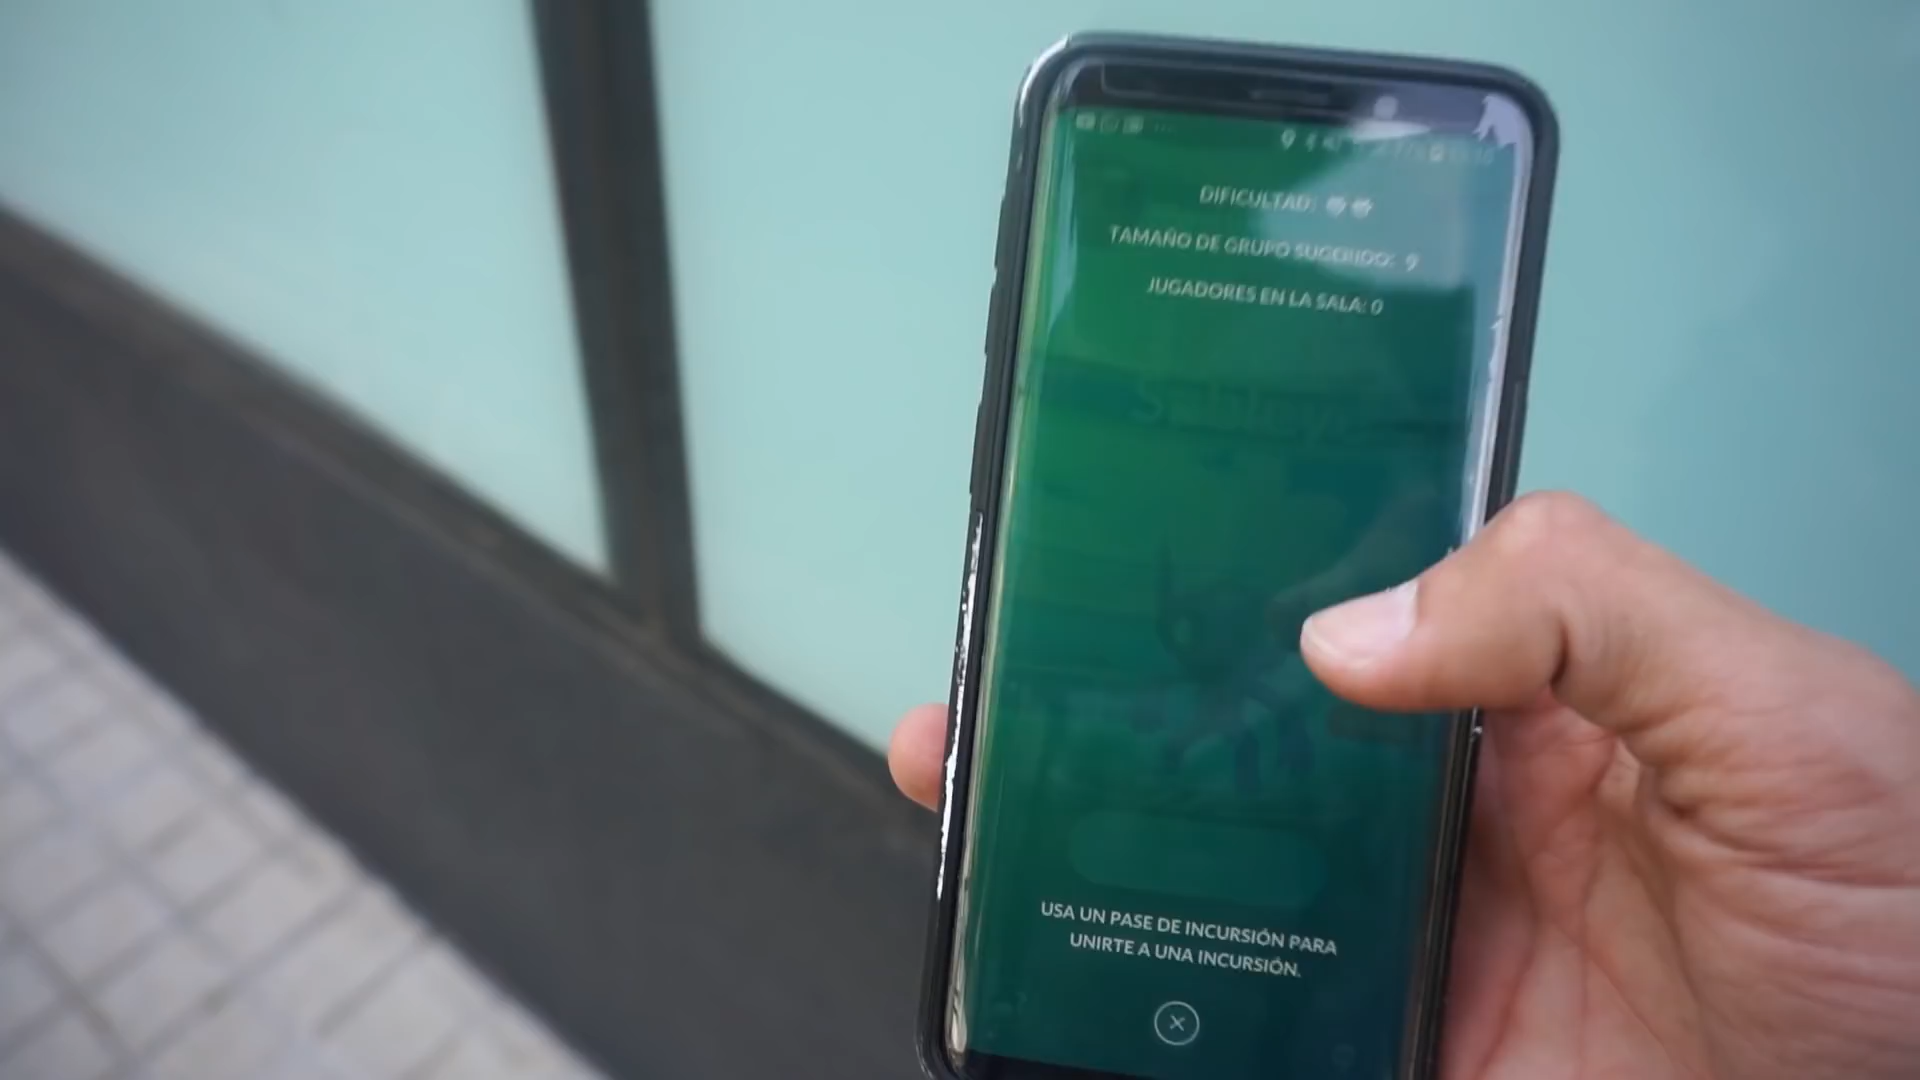 DIFICULTAD:
TAMAÑO DE GRUPO SUGERIDO: 9
JUGADORES EN LA SALA: 0
USA UN PASE DE INCURSIÓN PARA
UNIRTE A UNA INCURSIÓN.